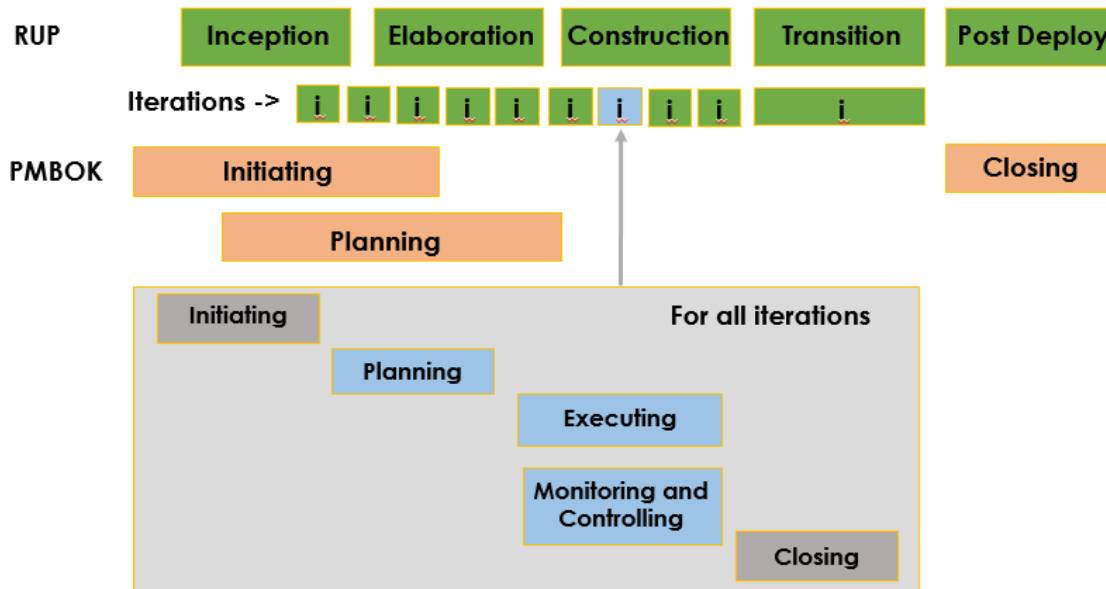 RUP Inception Elaboration Construction Transition Post Deploy
Iterations -> i i i i i i i i i i
PMBOK Initiating Closing
Planning
Initiating For all iterations
Planning
Executing
Monitoring and
Controlling
Closing